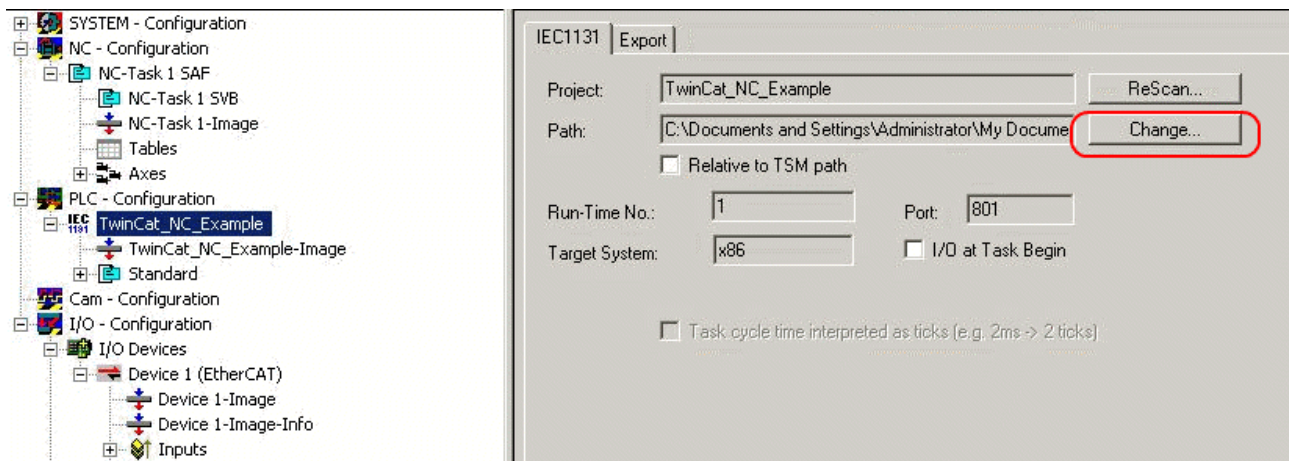 SYSTEM - Configuration
NC - Configuration
NC-Task 1 SAF
NC-Task 1 SVB
NC-Task 1-Image
Tables
Axes
PLC - Configuration
IEC 1131 TwinCat_NC_Example
TwinCat_NC_Example-Image
Standard
Cam - Configuration
I/O - Configuration
I/O Devices
Device 1 (EtherCAT)
Device 1-Image
Device 1-Image-Info
Inputs
IEC1131 Export
Project: TwinCat_NC_Example ReScan...
Path: C:\Documents and Settings\Administrator\My Docume Change...
Relative to TSM path
Run-Time No.: 1 Port: 801
Target System: x86 I/O at Task Begin
Task cycle time interpreted as ticks (e.g. 2ms -> 2 ticks)